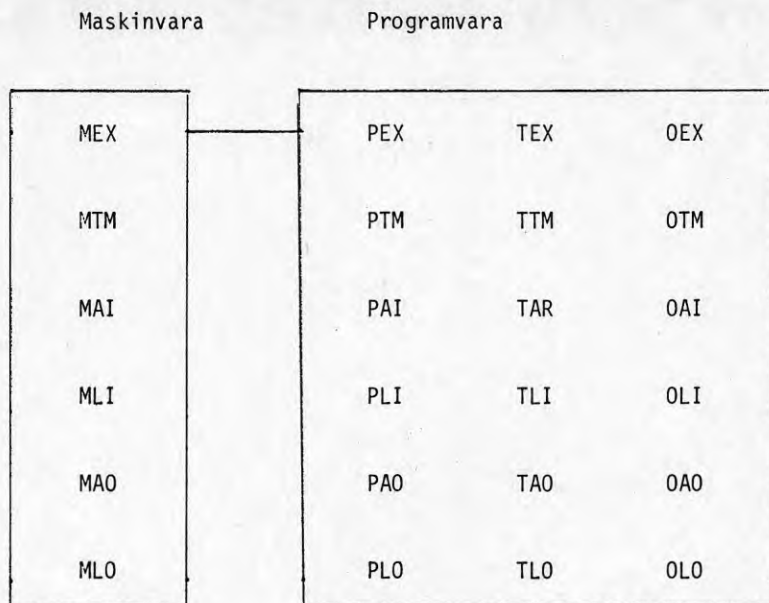 Maskinvara Programvara
MEX PEX TEX OEX
MTM PTM TTM OTM
MAI PAI TAR OAI
MLI PLI TLI OLI
MAO PAO TAO OAO
MLO PLO TLO OLO